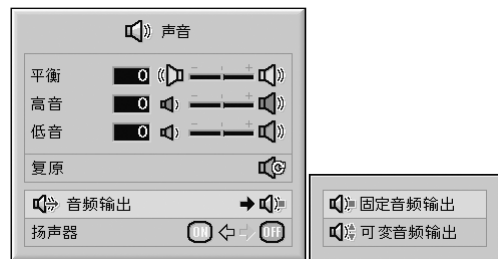 声音
平衡 0
高音 0
低音 0
复原
音频输出
扬声器 ON OFF
固定音频输出
可变音频输出